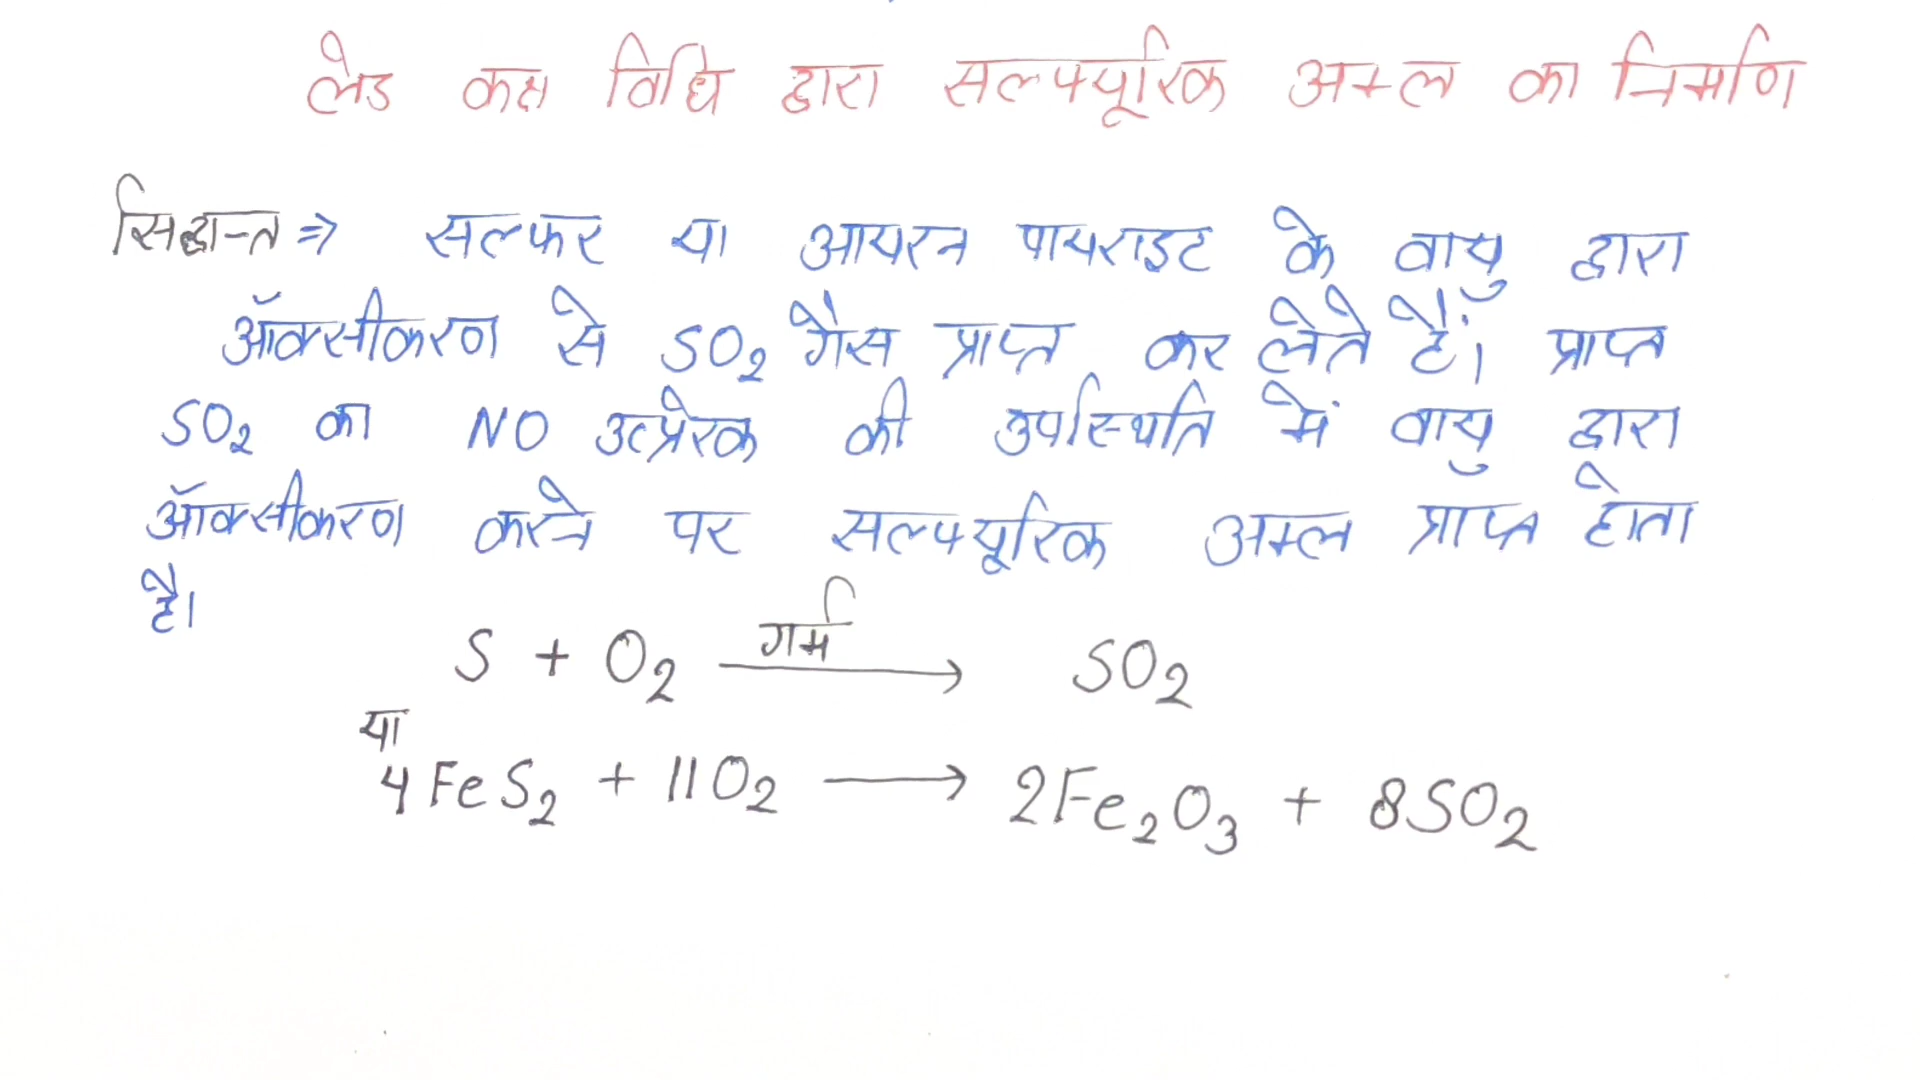 लेड कक्ष विधि द्वारा सल्फ्यूरिक अम्ल का निर्माण
सिद्धान्त ⇒ सल्फर या आयरन पायराइट के वायु द्वारा
ऑक्सीकरण से SO₂ गैस प्राप्त कर लेते हैं। प्राप्त
SO₂ का NO उत्प्रेरक की उपस्थिति में वायु द्वारा
ऑक्सीकरण करने पर सल्फ्यूरिक अम्ल प्राप्त होता
है।
S + O₂ गर्म → SO₂
या
4FeS₂ + 11O₂ → 2Fe₂O₃ + 8SO₂